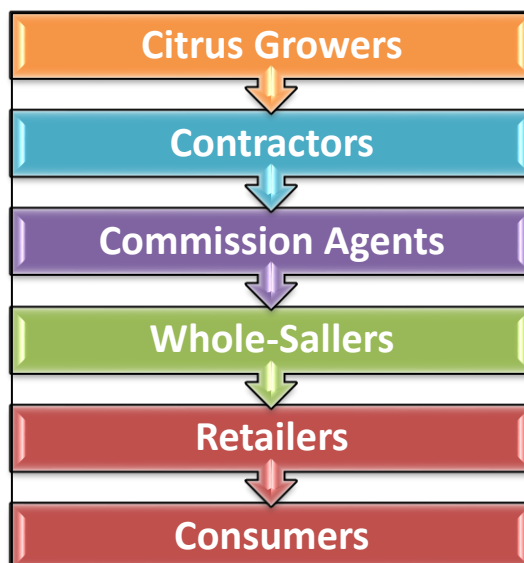 Citrus Growers
Contractors
Commission Agents
Whole-Sallers
Retailers
Consumers